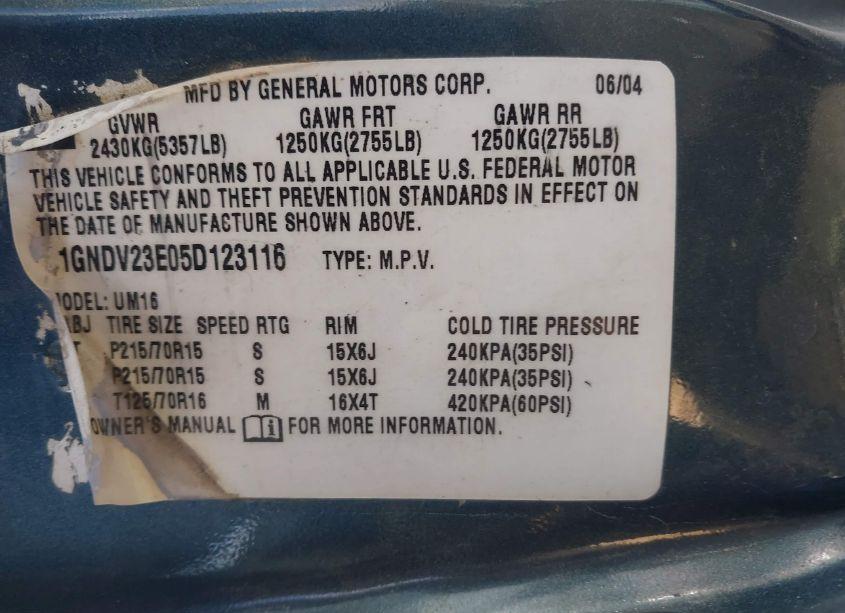 MFD BY GENERAL MOTORS CORP. 06/04
GVWR GAWR FRT GAWR RR
2430KG(5357LB) 1250KG(2755LB) 1250KG(2755LB)
THIS VEHICLE CONFORMS TO ALL APPLICABLE U.S. FEDERAL MOTOR
VEHICLE SAFETY AND THEFT PREVENTION STANDARDS IN EFFECT ON
THE DATE OF MANUFACTURE SHOWN ABOVE.
1GNDV23E05D123116 TYPE: M.P.V.
MODEL: UM16
TIRE SIZE SPEED RTG RIM COLD TIRE PRESSURE
P215/70R15 S 15X6J 240KPA(35PSI)
P215/70R15 S 15X6J 240KPA(35PSI)
T125/70R16 M 16X4T 420KPA(60PSI)
OWNER'S MANUAL i FOR MORE INFORMATION.